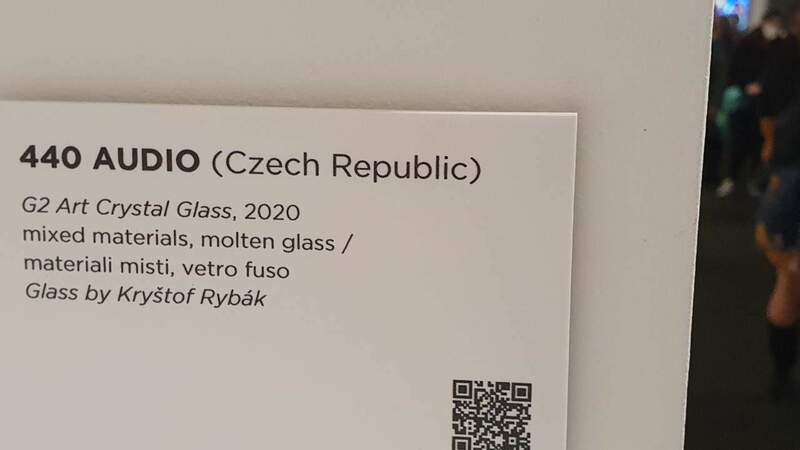 440 AUDIO (Czech Republic)
G2 Art Crystal Glass, 2020
mixed materials, molten glass /
materiali misti, vetro fuso
Glass by Kryštof Rybák